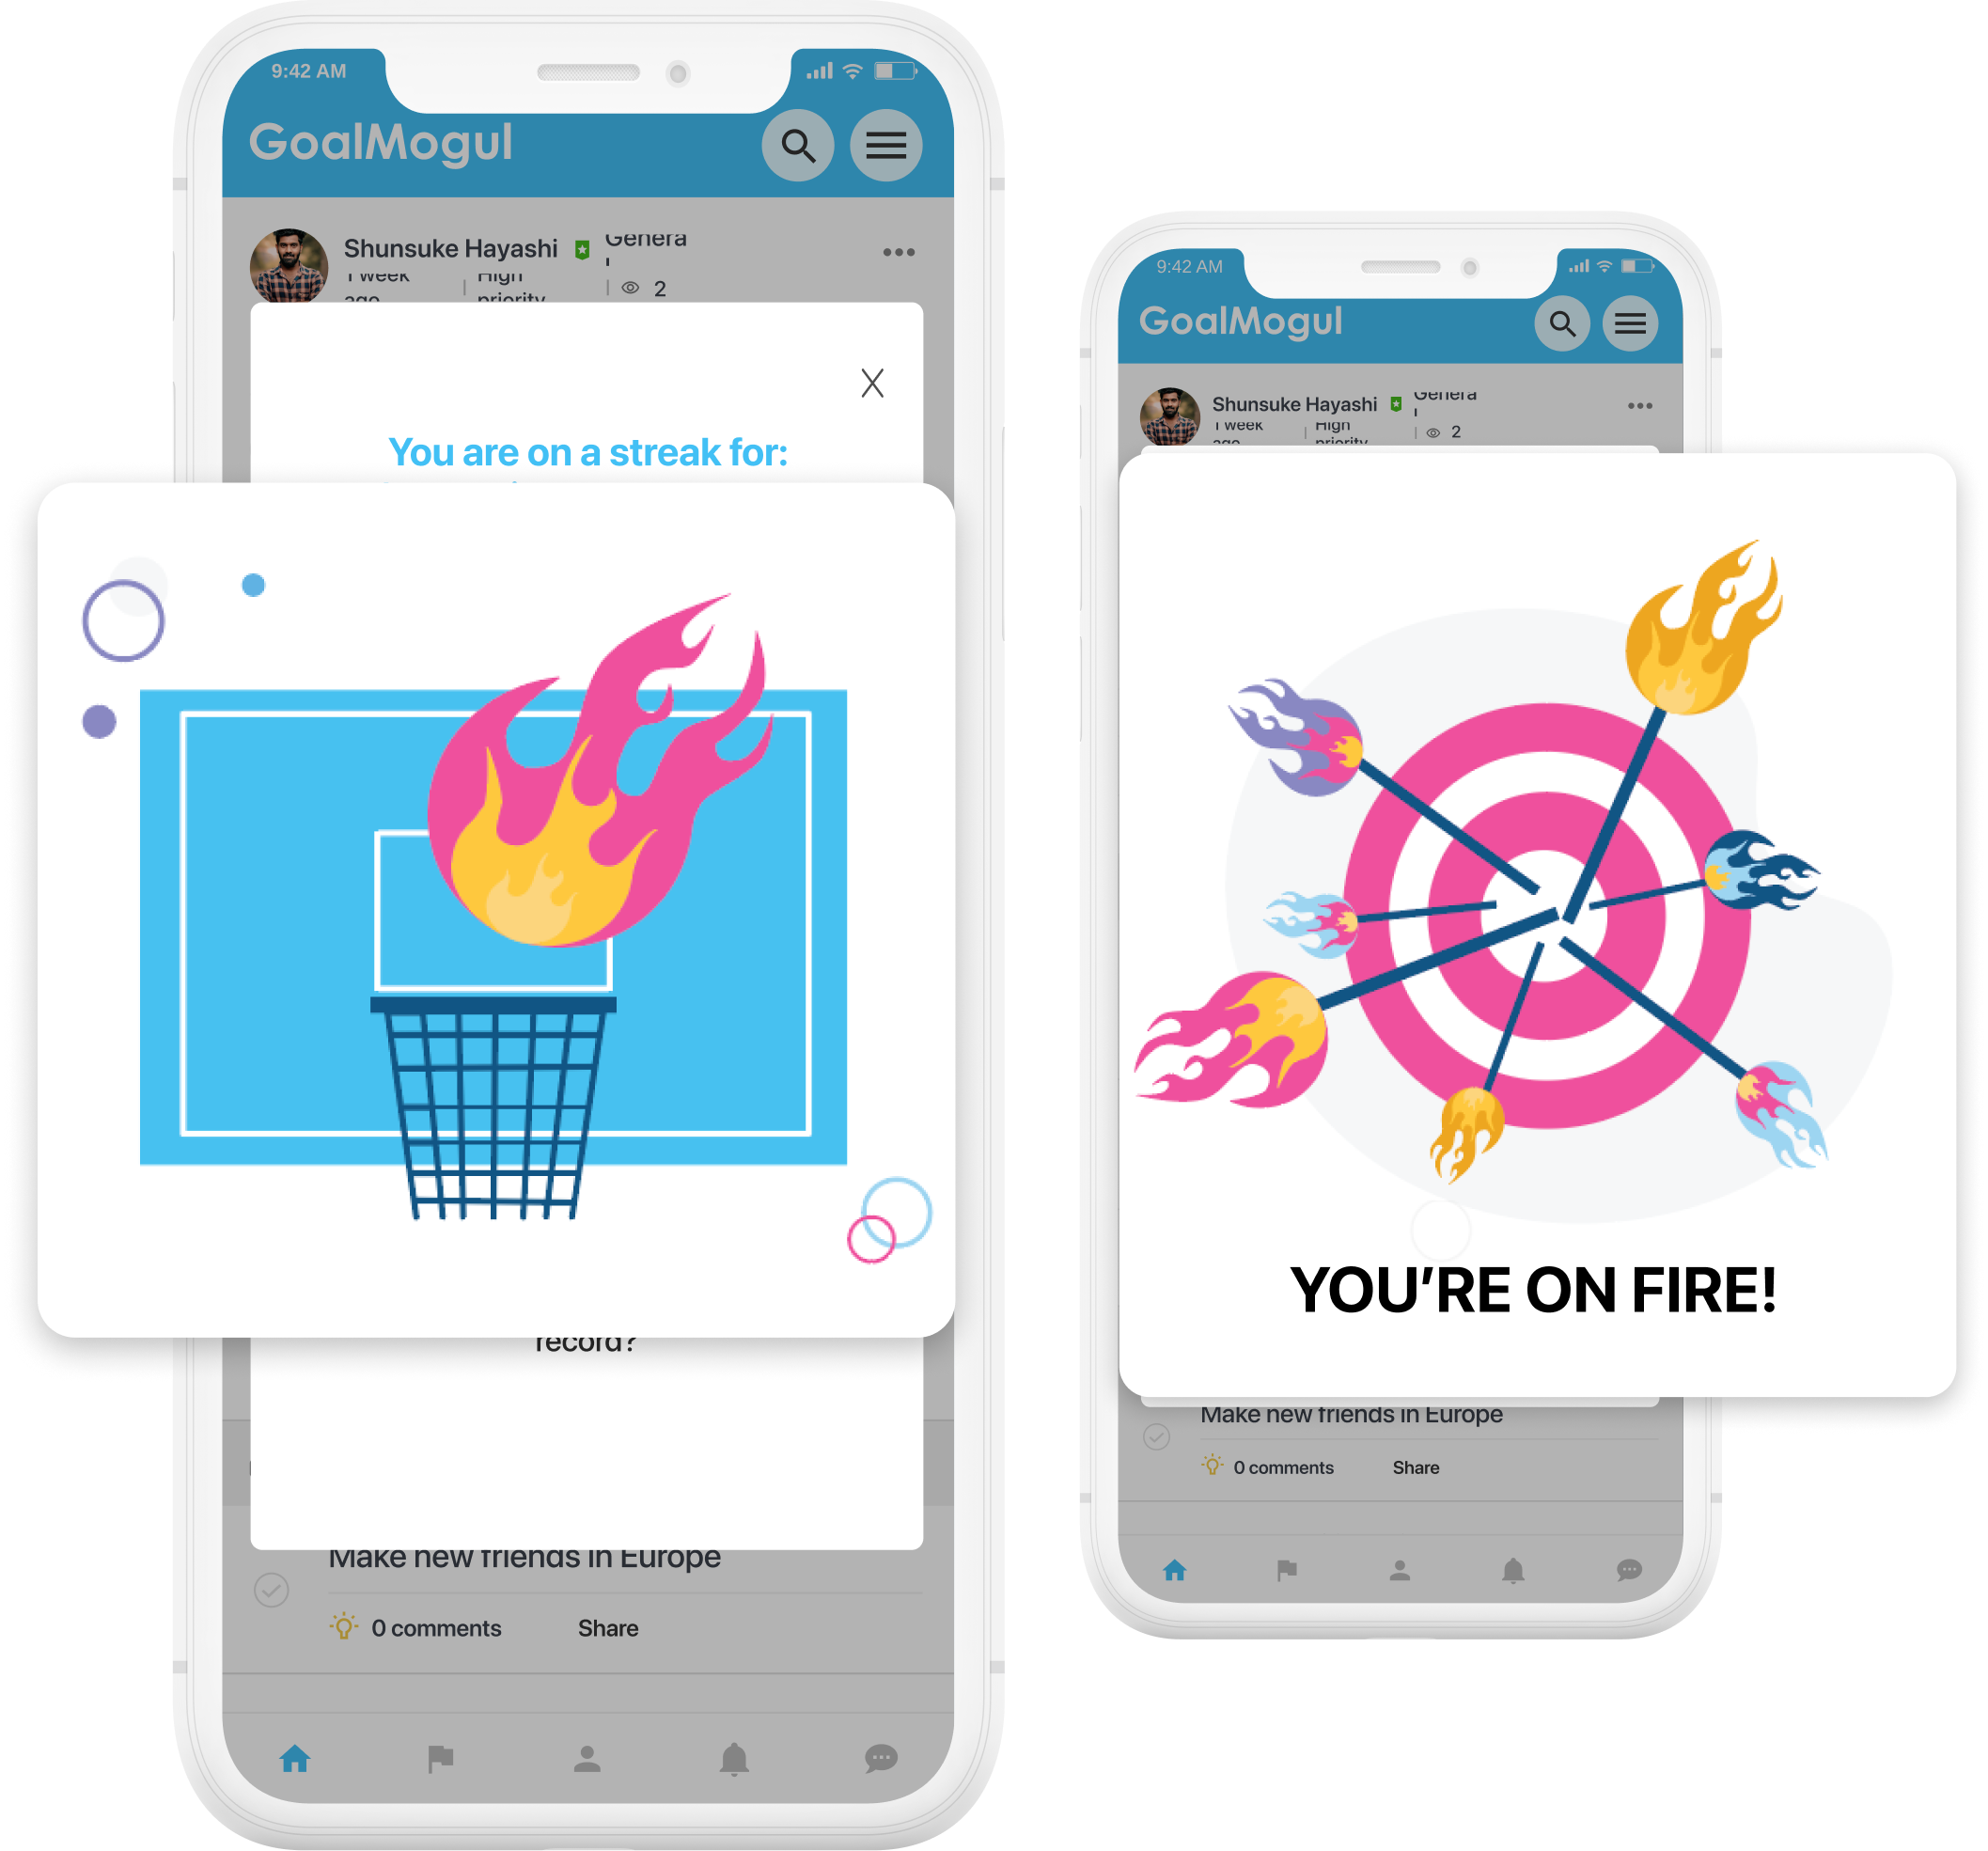 9:42 AM
GoalMogul
Shunsuke Hayashi
Genera
l
1 week
ago
High
priority
2
X
You are on a streak for:
record?
Make new friends in Europe
0 comments
Share
9:42 AM
GoalMogul
Shunsuke Hayashi
Genera
l
1 week
ago
High
priority
2
YOU'RE ON FIRE!
Make new friends in Europe
0 comments
Share